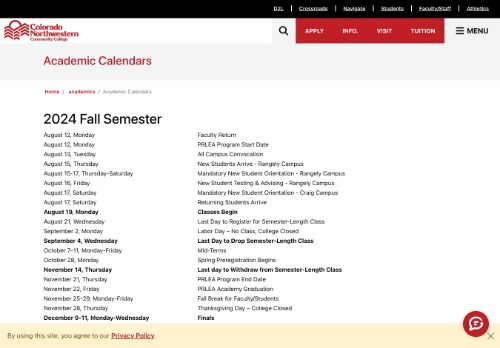 D2L | Crossroads | Navigate | Students | Faculty/Staff | Athletics
Colorado
Northwestern
Community College
APPLY INFO. VISIT TUITION MENU
Academic Calendars
Home / academics / Academic Calendars
2024 Fall Semester
August 12, Monday Faculty Return
August 12, Monday PRLEA Program Start Date
August 13, Tuesday All Campus Convocation
August 15, Thursday New Students Arrive - Rangely Campus
August 15-17, Thursday-Saturday Mandatory New Student Orientation - Rangely Campus
August 16, Friday New Student Testing & Advising - Rangely Campus
August 17, Saturday Mandatory New Student Orientation - Craig Campus
August 17, Saturday Returning Students Arrive
August 19, Monday Classes Begin
August 21, Wednesday Last Day to Register for Semester-Length Class
September 2, Monday Labor Day – No Class, College Closed
September 4, Wednesday Last Day to Drop Semester-Length Class
October 7-11, Monday-Friday Mid-Terms
October 28, Monday Spring Preregistration Begins
November 14, Thursday Last day to Withdraw from Semester-Length Class
November 21, Thursday PRLEA Program End Date
November 22, Friday PRLEA Academy Graduation
November 25-29, Monday-Friday Fall Break for Faculty/Students
November 28, Thursday Thanksgiving Day – College Closed
December 9-11, Monday-Wednesday Finals
By using this site, you agree to our Privacy Policy